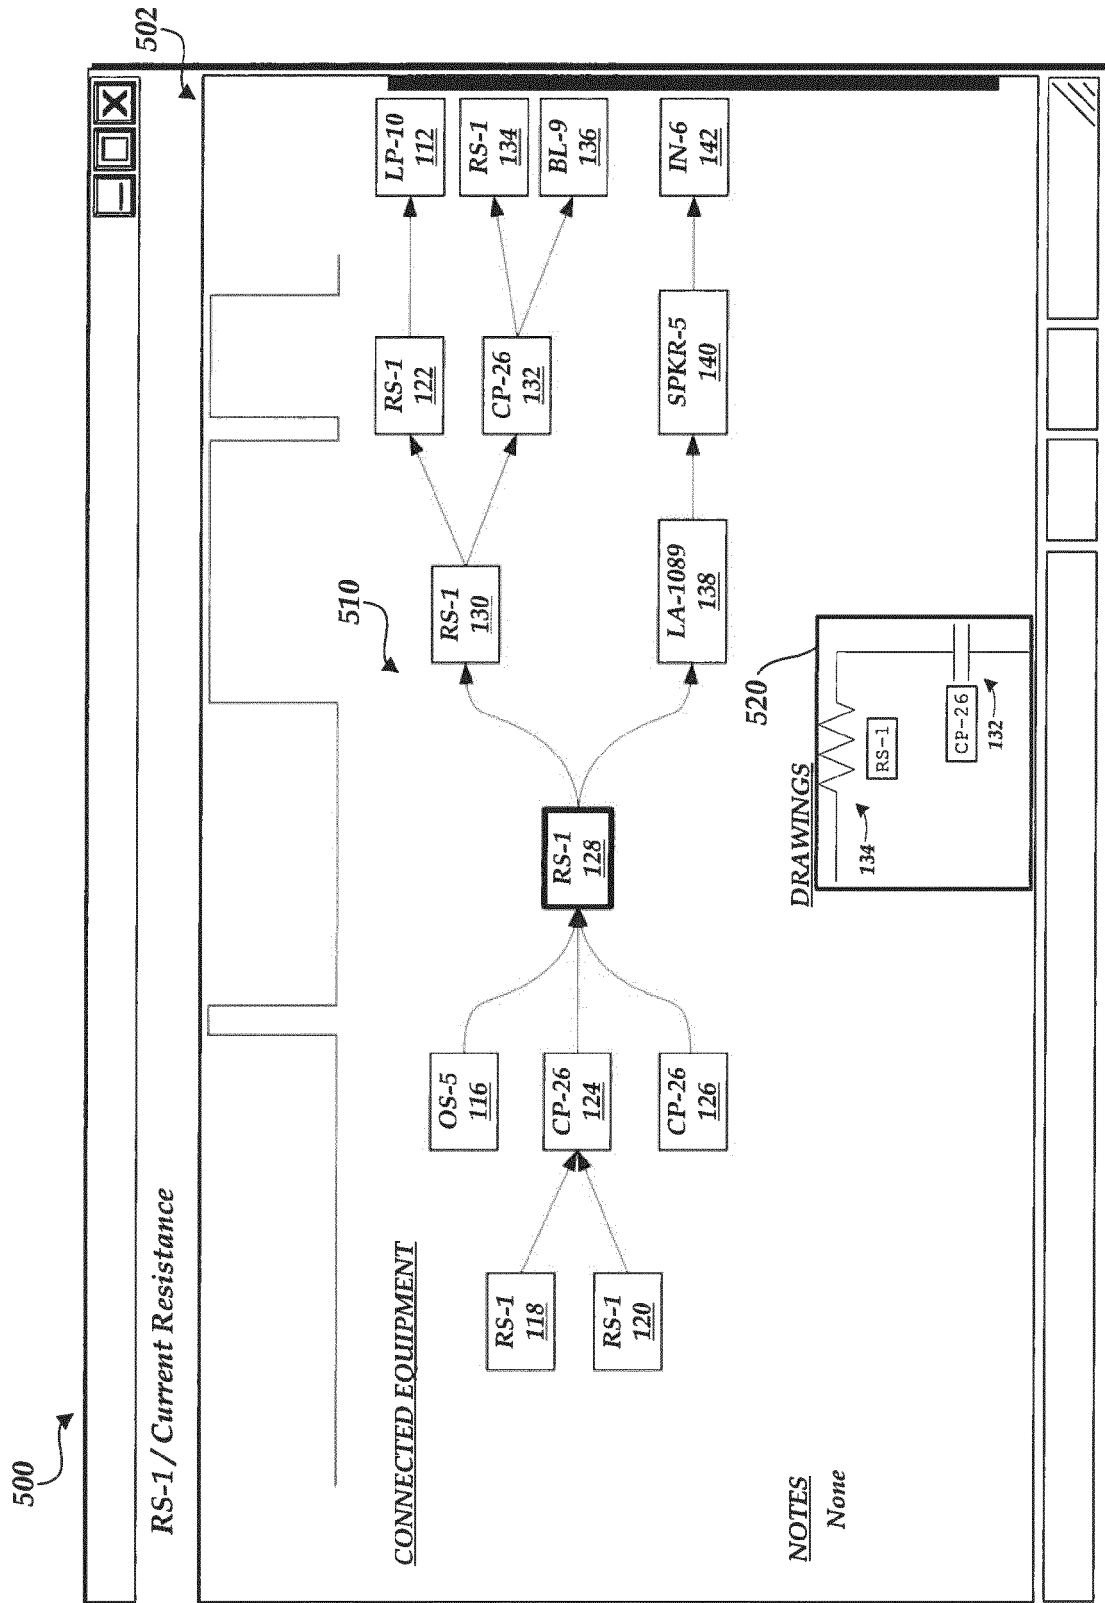 500
502
RS-1 / Current Resistance
CONNECTED EQUIPMENT
510
RS-1
118
RS-1
120
OS-5
116
CP-26
124
CP-26
126
RS-1
128
RS-1
130
LA-1089
138
RS-1
122
CP-26
132
SPKR-5
140
LP-10
112
RS-1
134
BL-9
136
IN-6
142
NOTES
None
DRAWINGS
520
134
RS-1
CP-26
132